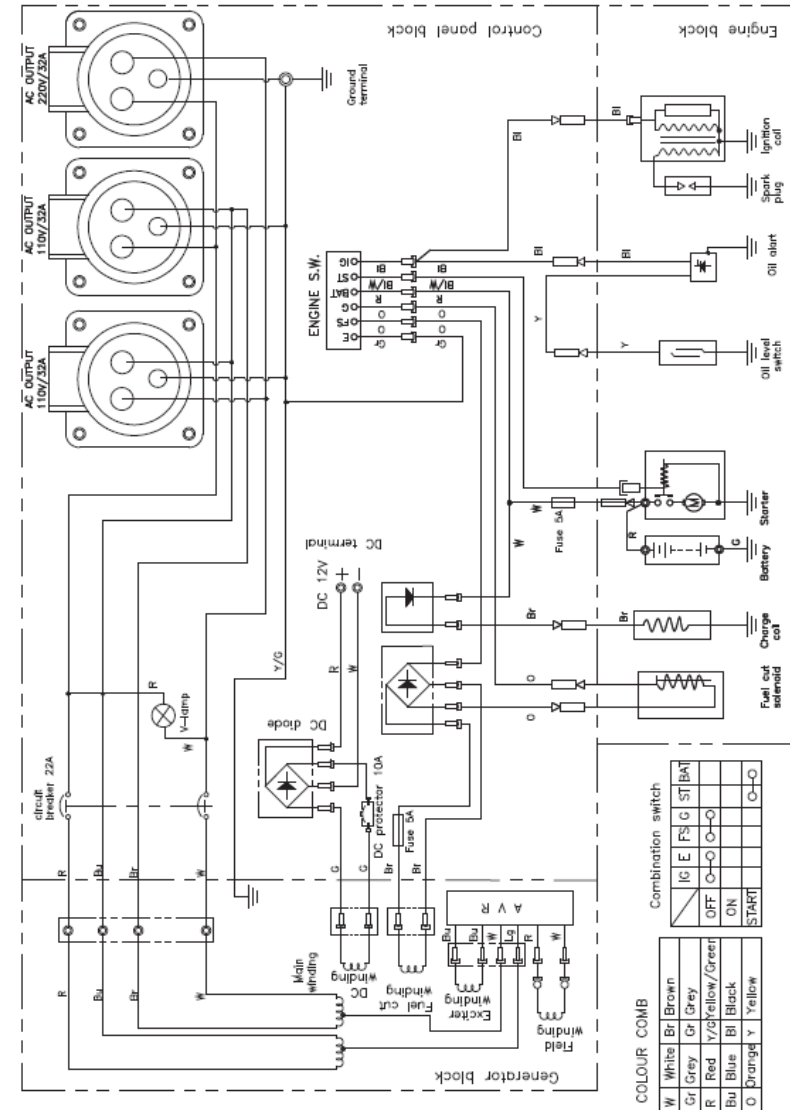 Control panel block
Engine block
AC OUTPUT
220V/32A
AC OUTPUT
110V/32A
AC OUTPUT
110V/32A
Ground
terminal
ENGINE S.W.
IG
ST
BAT
G
FS
E
Bl
Bl/W
R
O
O
Gr
Bl
Bl/W
R
O
O
Gr
Bl
Bl
Bl
Bl
Ignition
coil
Spark
plug
Oil alart
Y
Y
Oil level
switch
Starter
M
R
G
Battery
W
Fuse 5A
W
Br
Br
Charge
coil
O
O
Fuel cut
solenoid
DC terminal
DC 12V
+
−
R
W
Y/G
R
V-lamp
W
DC diode
DC protector 10A
Fuse 5A
circuit
breaker 22A
R
Bu
Br
W
G
G
Br
Br
R
Bu
Br
W
Main
winding
DC
winding
Fuel cut
winding
Exciter
winding
Field
winding
AVR
Bu
Bu
W
Lg
R
W
Generator block
Combination switch
IG E FS G ST BAT
OFF
ON
START
COLOUR COMB
W White Br Brown
Gr Grey Gr Grey
R Red Y/G Yellow/Green
Bu Blue Bl Black
O Orange Y Yellow